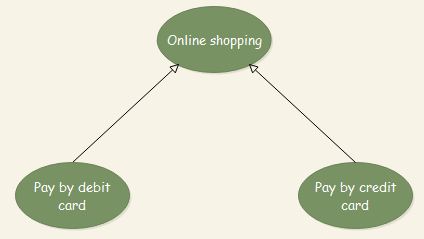 Online shopping
Pay by debit
card
Pay by credit
card